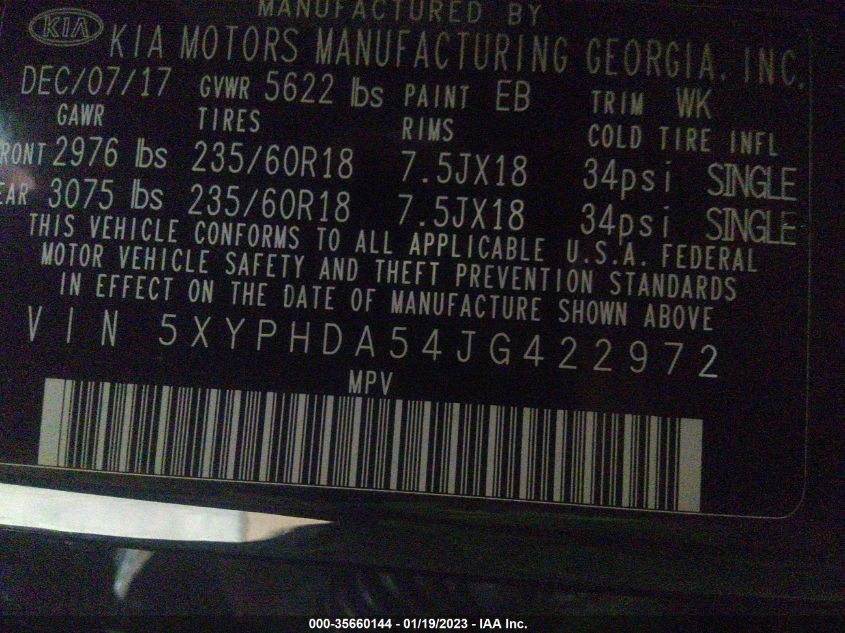 MANUFACTURED BY
KIA KIA MOTORS MANUFACTURING GEORGIA, INC.
DEC/07/17 GVWR 5622 lbs PAINT EB TRIM WK
GAWR TIRES RIMS COLD TIRE INFL
RONT 2976 lbs 235/60R18 7.5JX18 34psi SINGLE
EAR 3075 lbs 235/60R18 7.5JX18 34psi SINGLE
THIS VEHICLE CONFORMS TO ALL APPLICABLE U.S.A. FEDERAL
MOTOR VEHICLE SAFETY AND THEFT PREVENTION STANDARDS
IN EFFECT ON THE DATE OF MANUFACTURE SHOWN ABOVE
VIN 5XYPHDA54JG422972
MPV
000-35660144 - 01/19/2023 - IAA Inc.